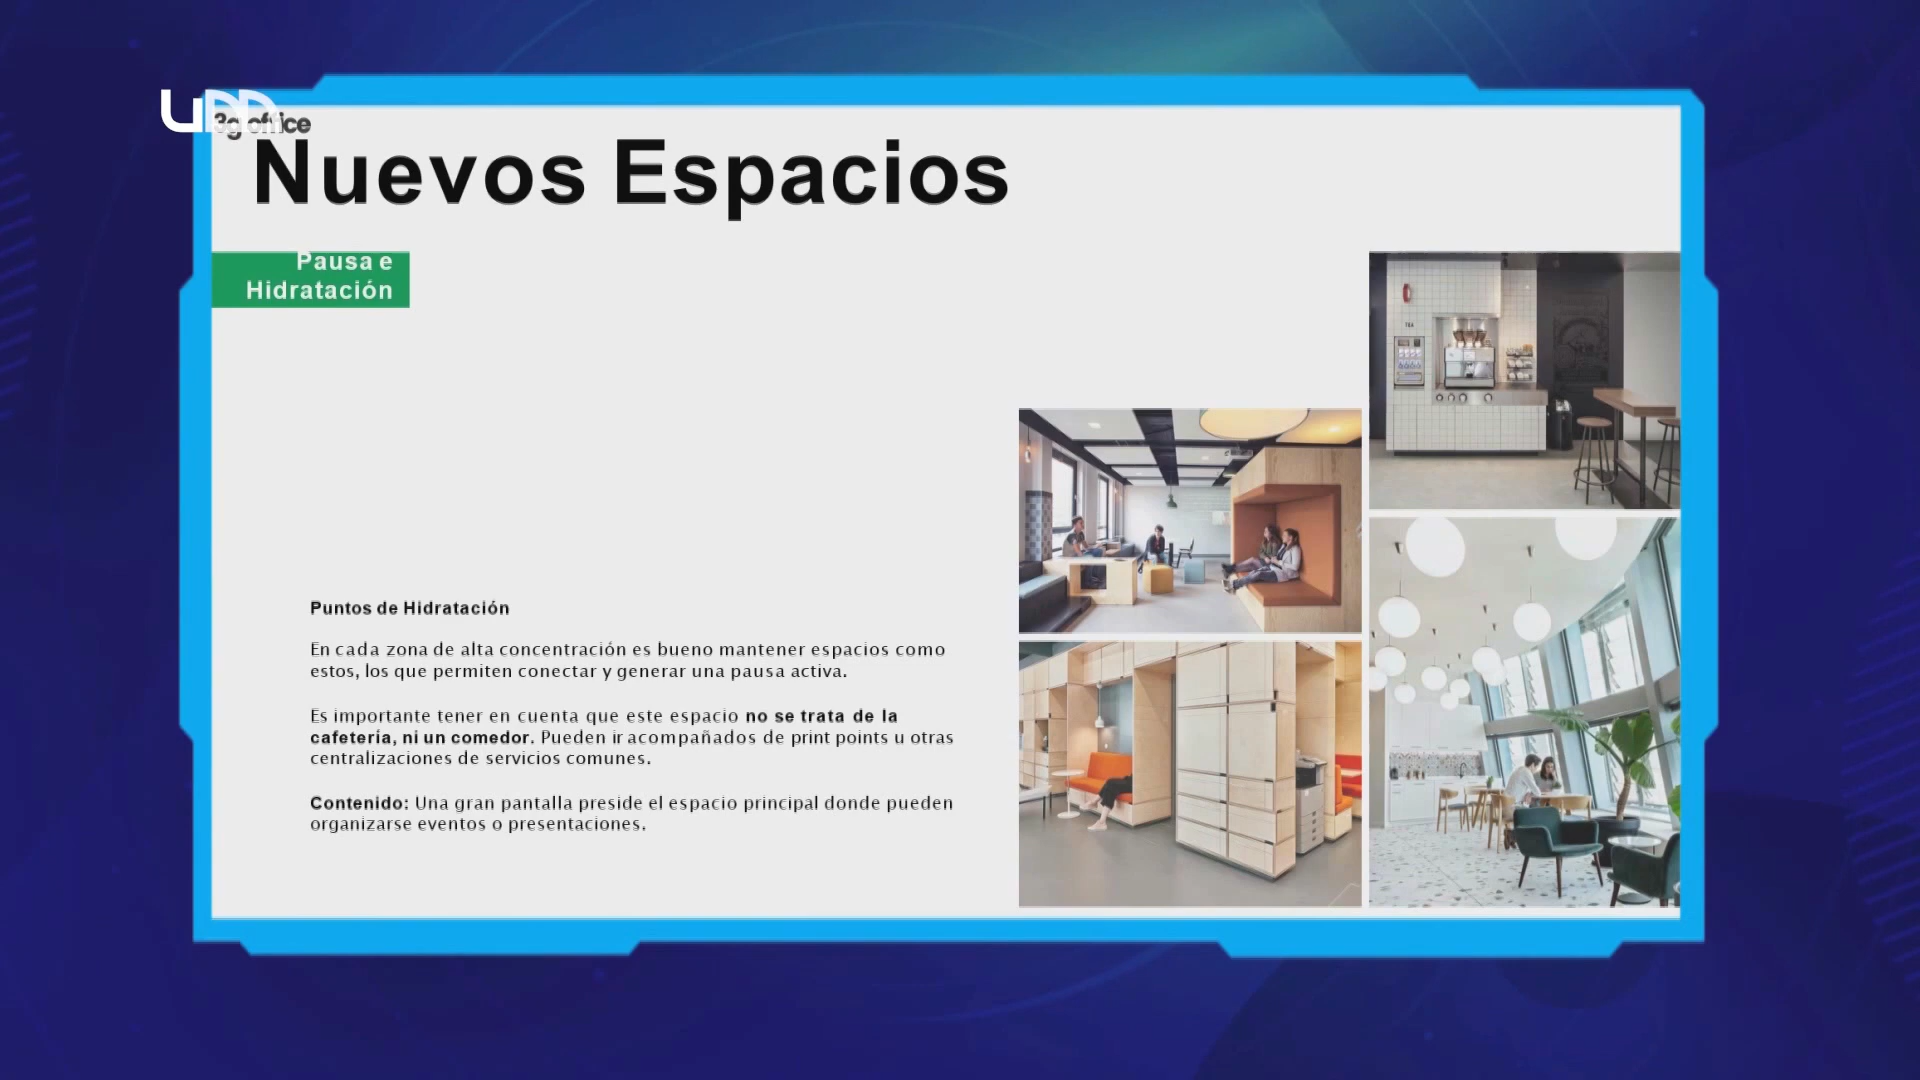 UDD
3g office
Nuevos Espacios
Pausa e
Hidratación
TEA
Puntos de Hidratación
En cada zona de alta concentración es bueno mantener espacios como
estos, los que permiten conectar y generar una pausa activa.
Es importante tener en cuenta que este espacio no se trata de la
cafetería, ni un comedor. Pueden ir acompañados de print points u otras
centralizaciones de servicios comunes.
Contenido: Una gran pantalla preside el espacio principal donde pueden
organizarse eventos o presentaciones.